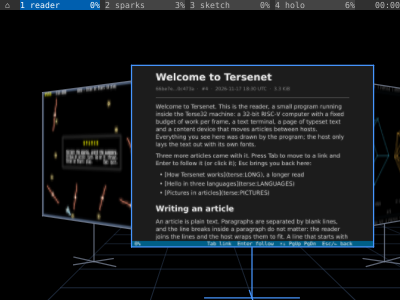 ⌂ 1 reader 0% 2 sparks 3% 3 sketch 0% 4 holo 6% 00:00
Welcome to Tersenet
Welcome to Tersenet. This is the reader, a small program running
inside the Terse32 machine: a 32-bit RISC-V computer with a fixed
budget of work per frame, a text terminal, a page of typeset text
and a content device that moves articles between hosts.
Everything you see here was drawn by the program; the host only
lays the text out with its own fonts.
Three more articles came with it. Press Tab to move to a link and
Enter to follow it (or click it); Esc brings you back here:
• [How Tersenet works](terse:LONG), a longer read
• [Hello in three languages](terse:LANGUAGES)
• [Pictures in articles](terse:PICTURES)
Writing an article
An article is plain text. Paragraphs are separated by blank lines,
and the line breaks inside a paragraph do not matter: the reader
joins the lines and the host wraps them to fit. A line that starts with
0% Tab link Enter follow ↑↓ PgUp PgDn Esc/← back